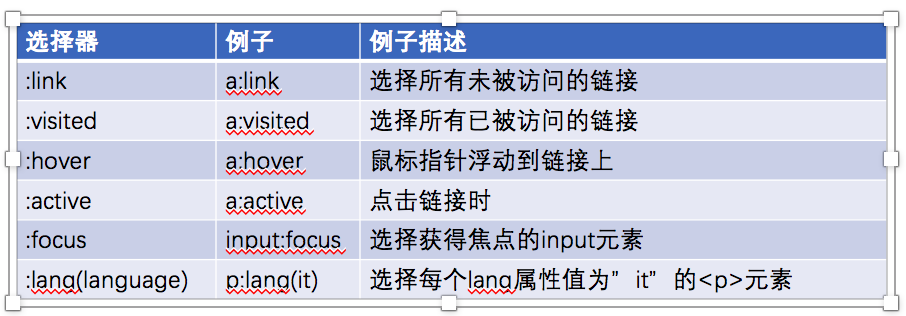 选择器 例子 例子描述
:link a:link 选择所有未被访问的链接
:visited a:visited 选择所有已被访问的链接
:hover a:hover 鼠标指针浮动到链接上
:active a:active 点击链接时
:focus input:focus 选择获得焦点的input元素
:lang(language) p:lang(it) 选择每个lang属性值为”it”的<p>元素